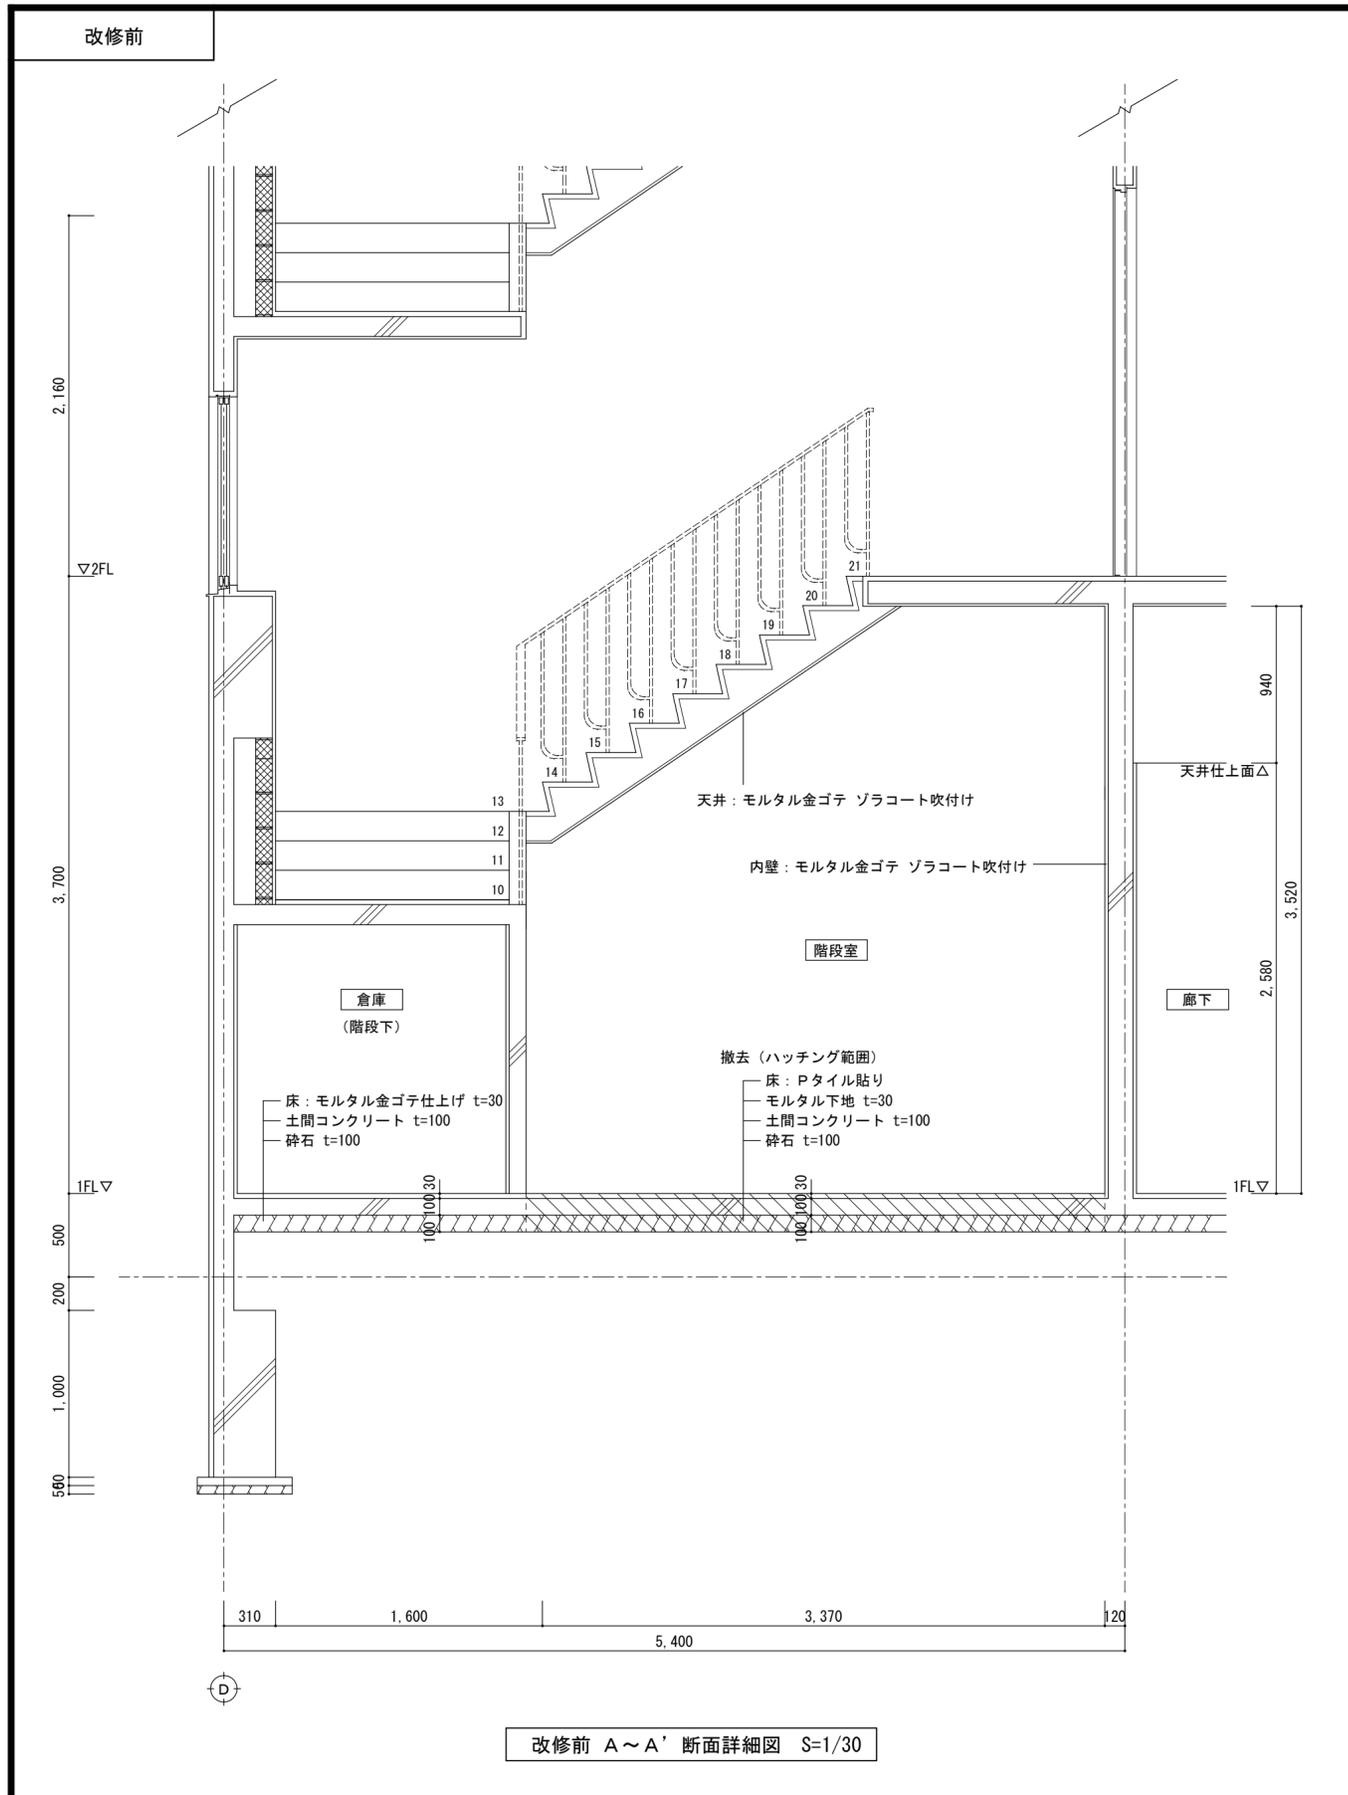 改修前
2,160
▽2FL
21
20
19
18
17
16
15
14
13
12
11
10
940
天井仕上面△
天井：モルタル金ゴテ ゾラコート吹付け
内壁：モルタル金ゴテ ゾラコート吹付け
3,700
3,520
2,580
階段室
倉庫
(階段下)
廊下
撤去（ハッチング範囲）
床：Ｐタイル貼り
モルタル下地 t=30
土間コンクリート t=100
砕石 t=100
床：モルタル金ゴテ仕上げ t=30
土間コンクリート t=100
砕石 t=100
1FL▽
30
100
100
30
100
100
1FL▽
500
200
1,000
50
50
310
1,600
3,370
120
5,400
D
改修前 Ａ～Ａ’ 断面詳細図 S=1/30